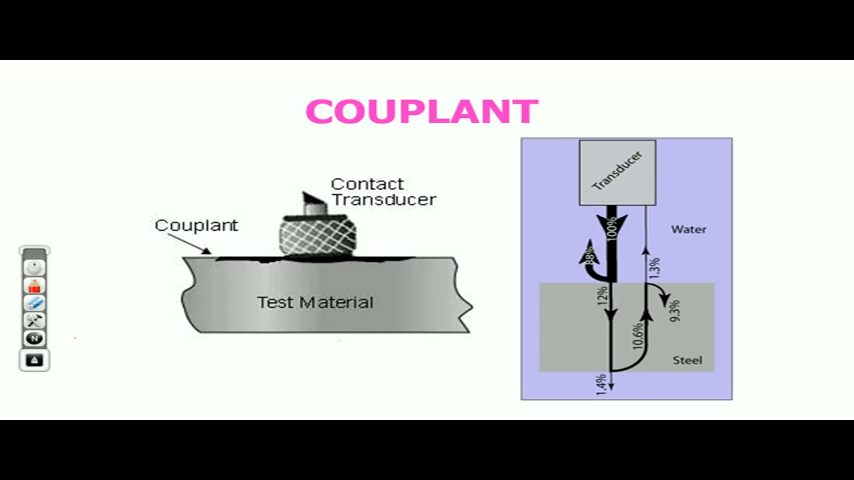 COUPLANT
Contact
Transducer
Couplant
Test Material
Transducer
100%
Water
88%
1.3%
12%
9.3%
10.6%
Steel
1.4%
N